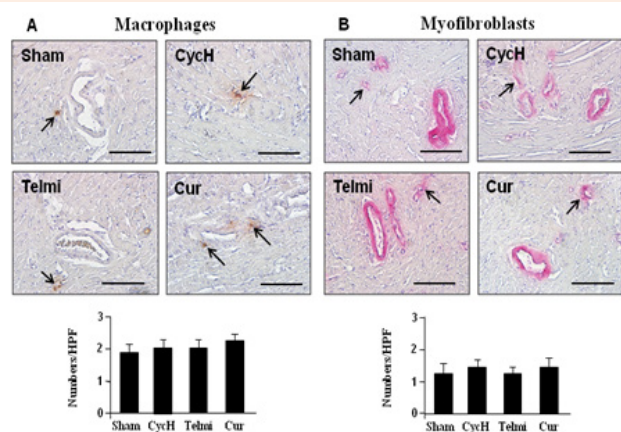 A Macrophages
Sham
CycH
Telmi
Cur
Numbers/HPF
3
2
1
0
Sham CycH Telmi Cur
B Myofibroblasts
Sham
CycH
Telmi
Cur
Numbers/HPF
3
2
1
0
Sham CycH Telmi Cur